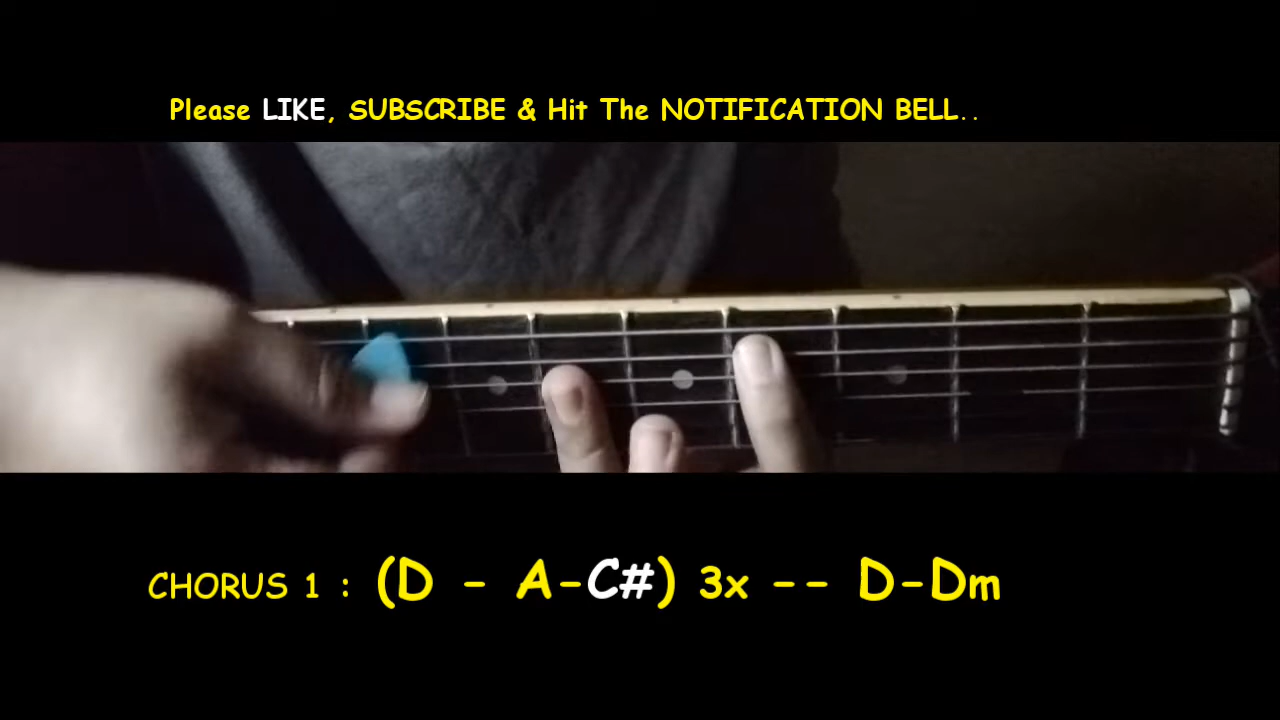 Please LIKE, SUBSCRIBE & Hit The NOTIFICATION BELL..
CHORUS 1 : (D - A-C#) 3x -- D-Dm